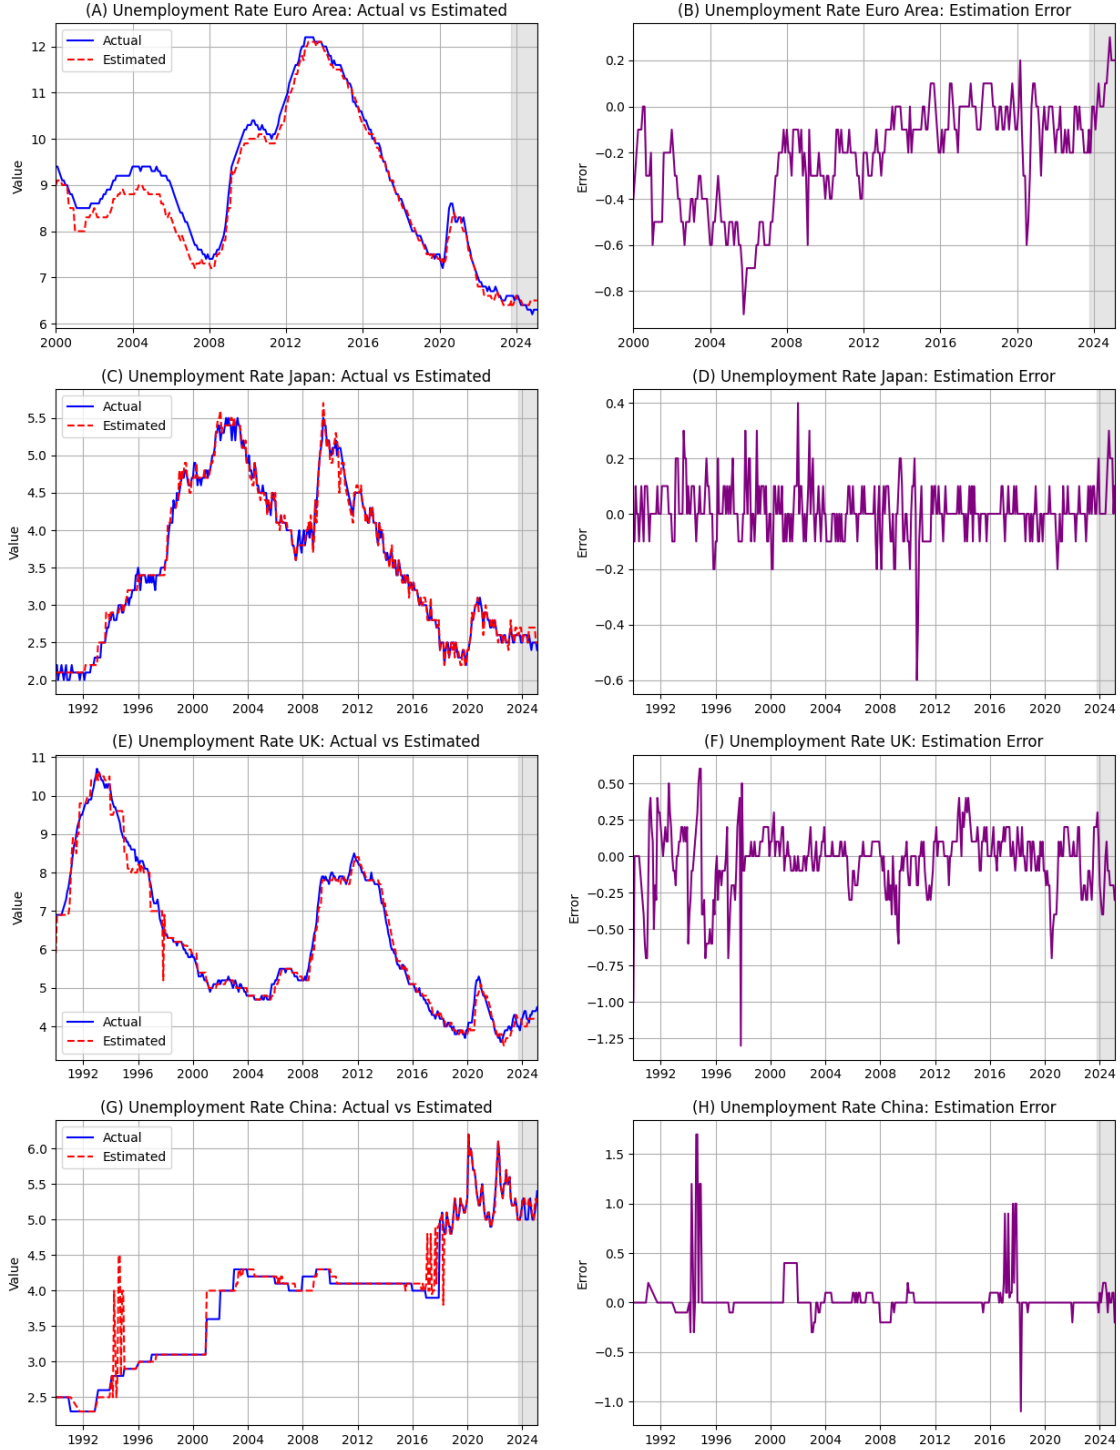 (A) Unemployment Rate Euro Area: Actual vs Estimated
Value
12
11
10
9
8
7
6
Actual
Estimated
2000 2004 2008 2012 2016 2020 2024
(B) Unemployment Rate Euro Area: Estimation Error
Error
0.2
0.0
−0.2
−0.4
−0.6
−0.8
2000 2004 2008 2012 2016 2020 2024
(C) Unemployment Rate Japan: Actual vs Estimated
Value
5.5
5.0
4.5
4.0
3.5
3.0
2.5
2.0
Actual
Estimated
1992 1996 2000 2004 2008 2012 2016 2020 2024
(D) Unemployment Rate Japan: Estimation Error
Error
0.4
0.2
0.0
−0.2
−0.4
−0.6
1992 1996 2000 2004 2008 2012 2016 2020 2024
(E) Unemployment Rate UK: Actual vs Estimated
Value
11
10
9
8
7
6
5
4
Actual
Estimated
1992 1996 2000 2004 2008 2012 2016 2020 2024
(F) Unemployment Rate UK: Estimation Error
Error
0.50
0.25
0.00
−0.25
−0.50
−0.75
−1.00
−1.25
1992 1996 2000 2004 2008 2012 2016 2020 2024
(G) Unemployment Rate China: Actual vs Estimated
Value
6.0
5.5
5.0
4.5
4.0
3.5
3.0
2.5
Actual
Estimated
1992 1996 2000 2004 2008 2012 2016 2020 2024
(H) Unemployment Rate China: Estimation Error
Error
1.5
1.0
0.5
0.0
−0.5
−1.0
1992 1996 2000 2004 2008 2012 2016 2020 2024